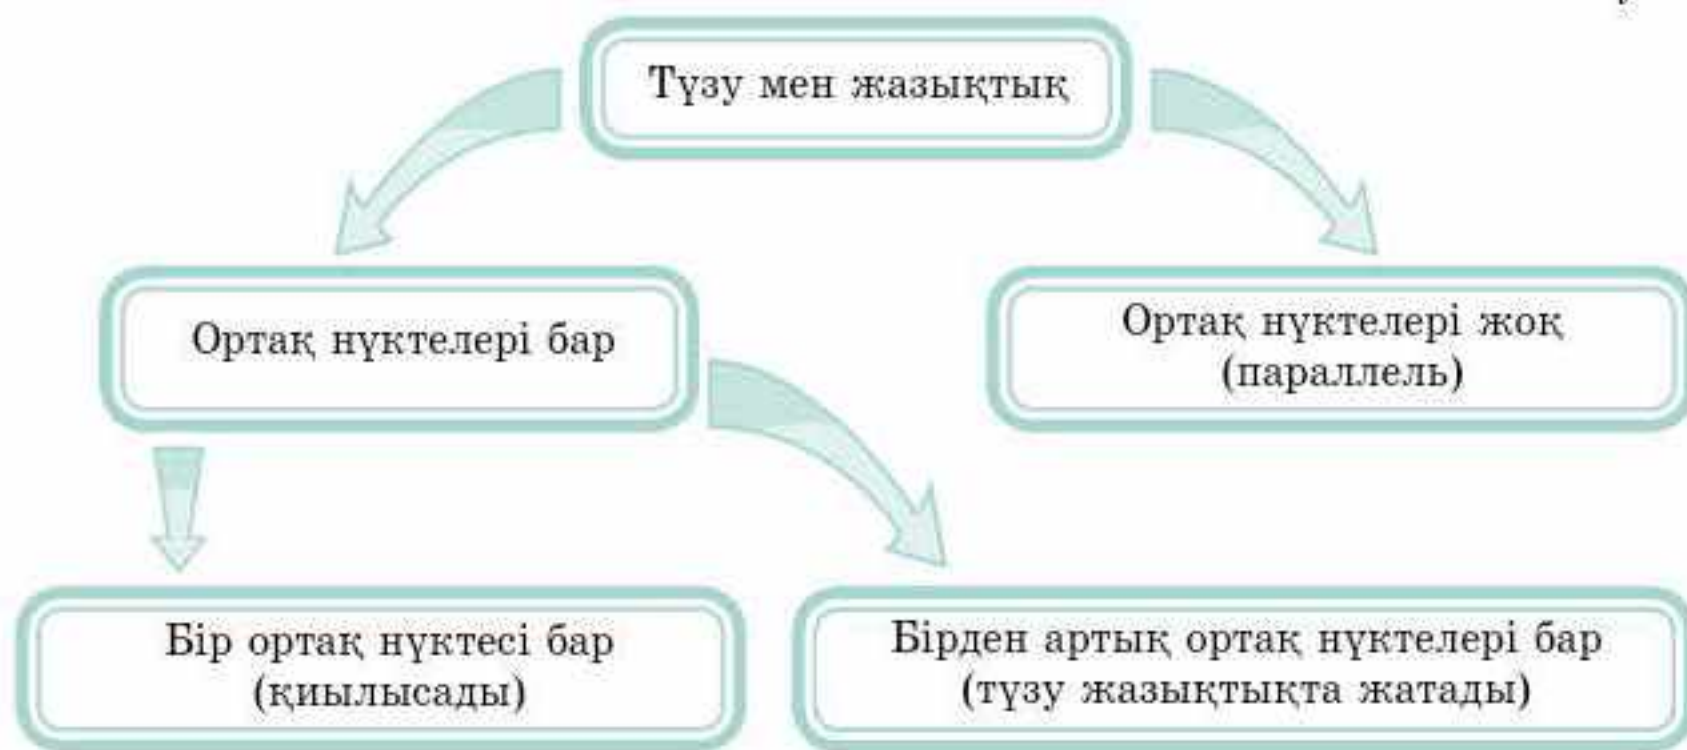 Түзу мен жазықтық
Ортақ нүктелері бар
Ортақ нүктелері жоқ
(параллель)
Бір ортақ нүктесі бар
(қиылысады)
Бірден артық ортақ нүктелері бар
(түзу жазықтықта жатады)